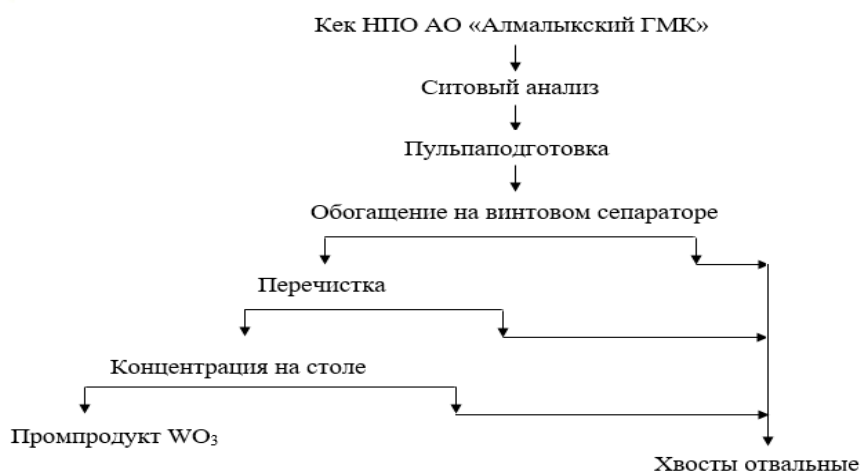 Кек НПО АО «Алмалыкский ГМК»
Ситовый анализ
Пульпаподготовка
Обогащение на винтовом сепараторе
Перечистка
Концентрация на столе
Промпродукт WO₃
Хвосты отвальные